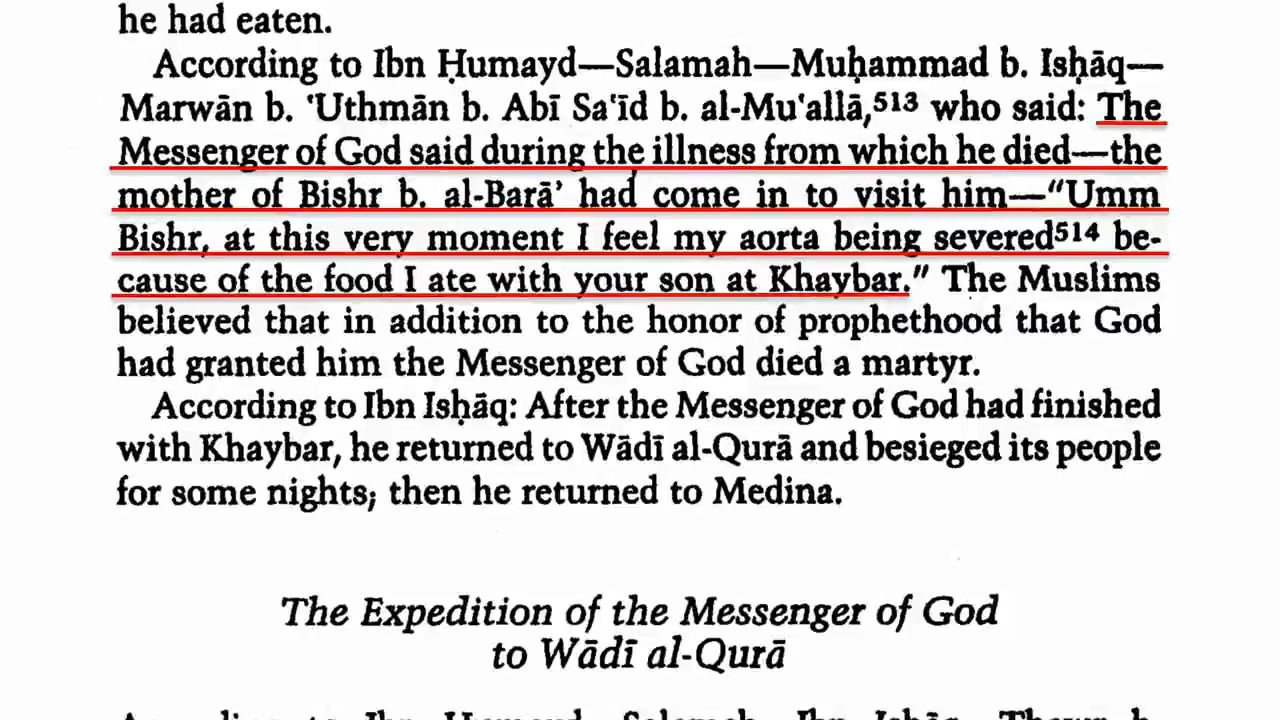 he had eaten.
According to Ibn Ḥumayd—Salamah—Muḥammad b. Isḥāq—
Marwān b. ʿUthmān b. Abī Saʿīd b. al-Muʿallā,513 who said: The
Messenger of God said during the illness from which he died—the
mother of Bishr b. al-Barāʾ had come in to visit him—“Umm
Bishr, at this very moment I feel my aorta being severed514 be-
cause of the food I ate with your son at Khaybar.” The Muslims
believed that in addition to the honor of prophethood that God
had granted him the Messenger of God died a martyr.
According to Ibn Isḥāq: After the Messenger of God had finished
with Khaybar, he returned to Wādī al-Qurā and besieged its people
for some nights; then he returned to Medina.
The Expedition of the Messenger of God
to Wādī al-Qurā